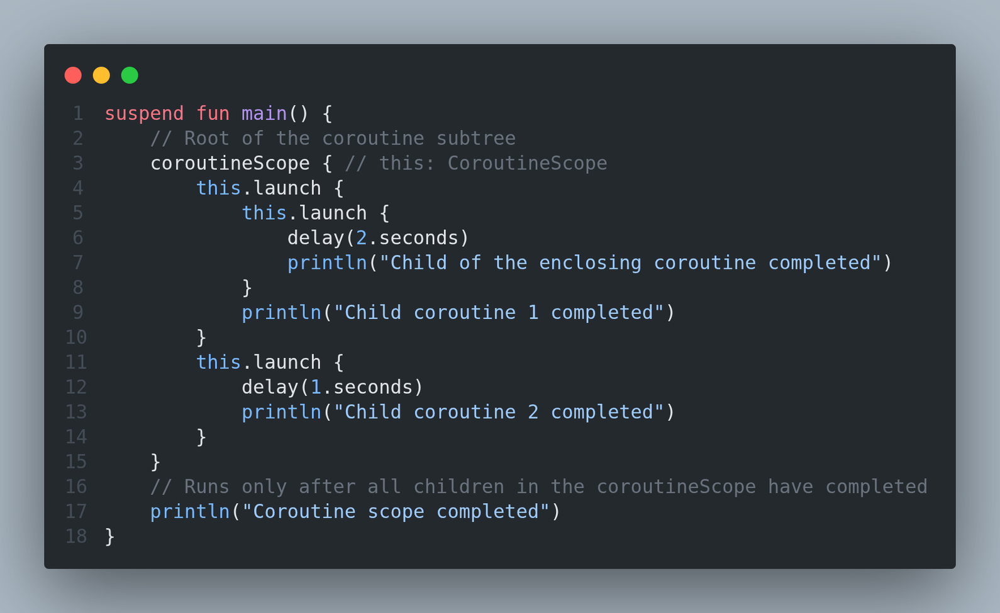 1 suspend fun main() {
2     // Root of the coroutine subtree
3     coroutineScope { // this: CoroutineScope
4         this.launch {
5             this.launch {
6                 delay(2.seconds)
7                 println("Child of the enclosing coroutine completed")
8             }
9             println("Child coroutine 1 completed")
10         }
11         this.launch {
12             delay(1.seconds)
13             println("Child coroutine 2 completed")
14         }
15     }
16     // Runs only after all children in the coroutineScope have completed
17     println("Coroutine scope completed")
18 }